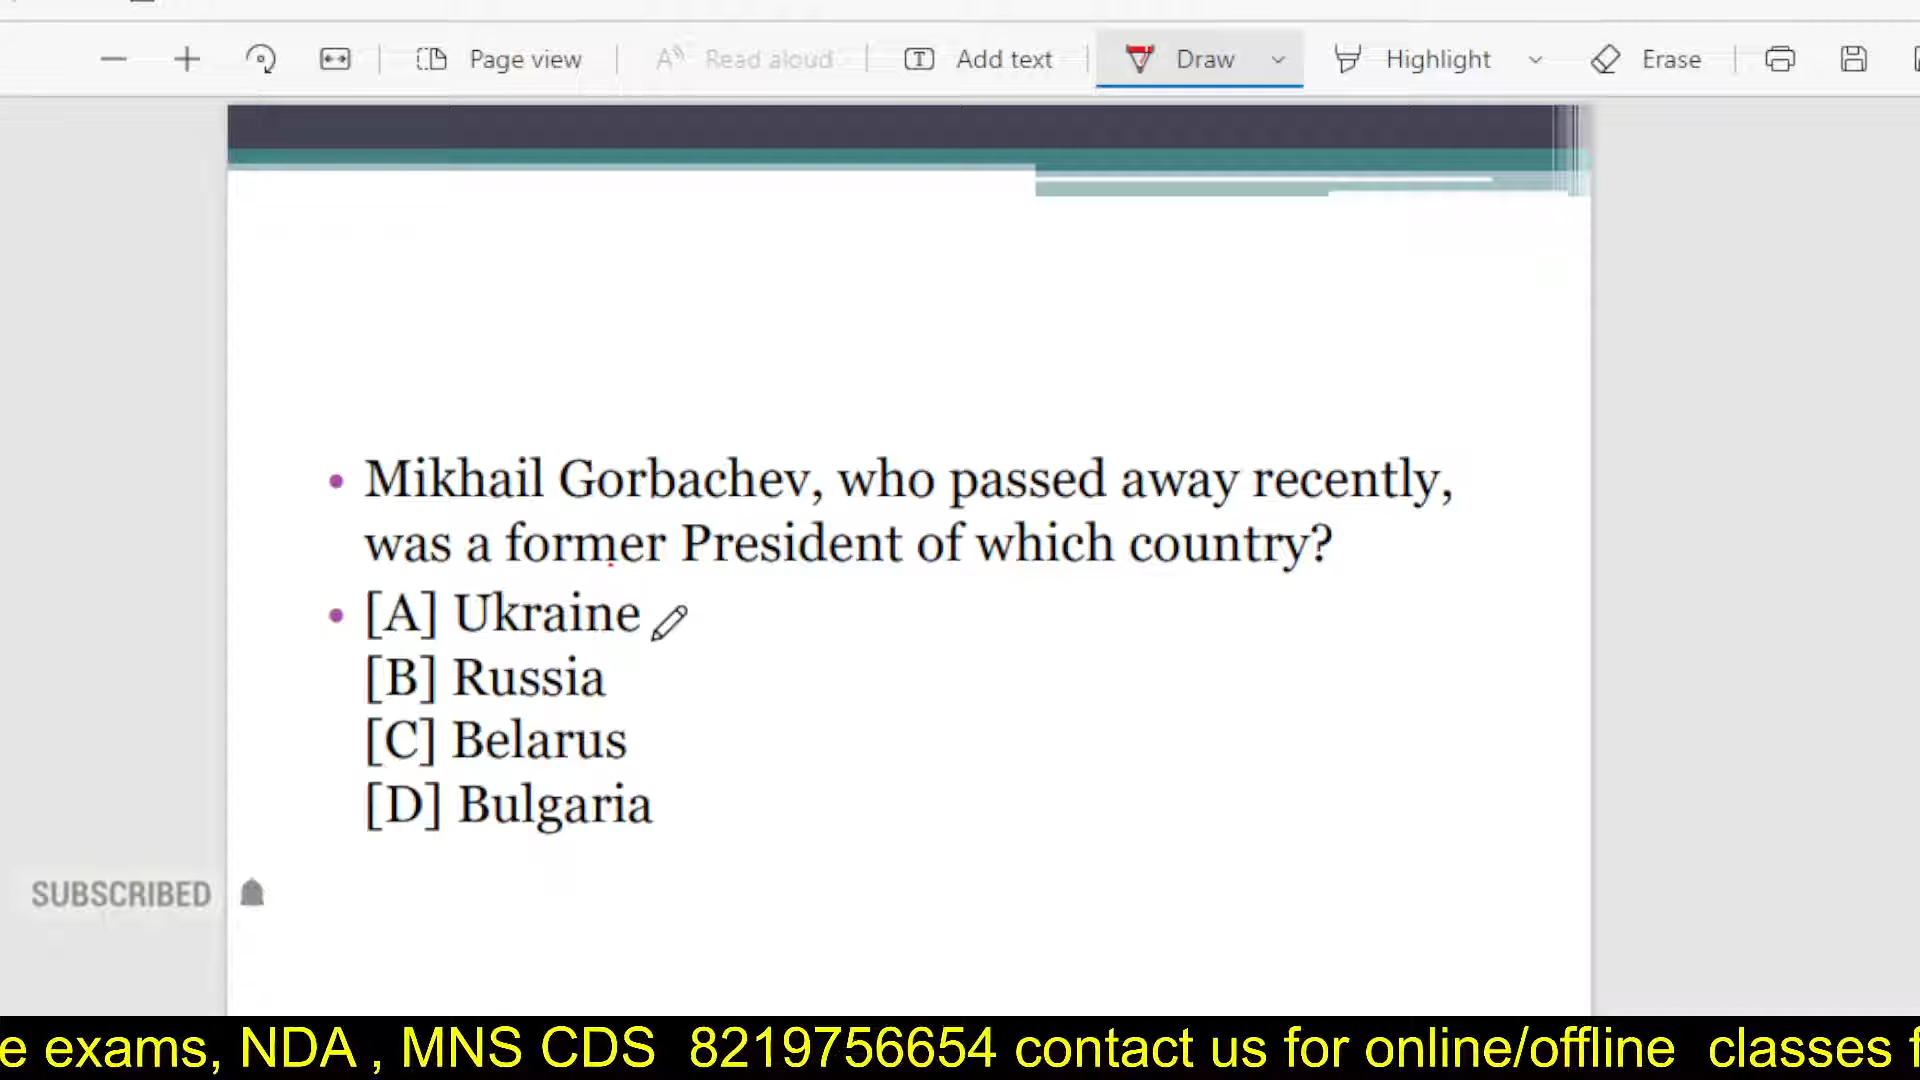 Page view
Read aloud
Add text
Draw
Highlight
Erase
Mikhail Gorbachev, who passed away recently,
was a former President of which country?
[A] Ukraine
[B] Russia
[C] Belarus
[D] Bulgaria
SUBSCRIBED
e exams, NDA , MNS CDS 8219756654 contact us for online/offline classes f